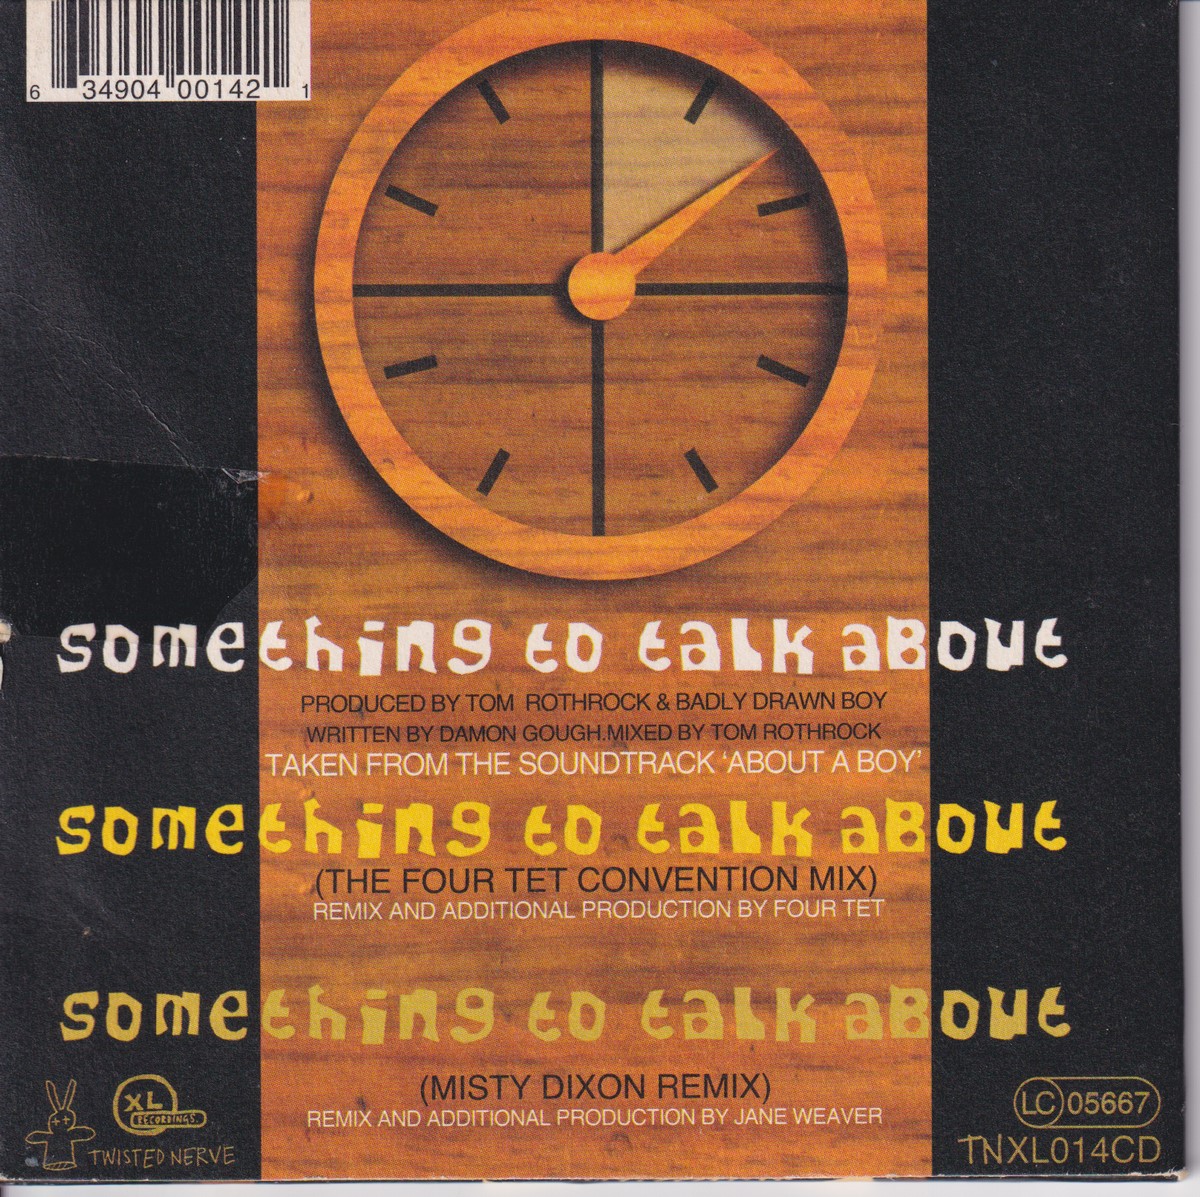 6 34904 00142 1
something to talk about
PRODUCED BY TOM ROTHROCK & BADLY DRAWN BOY
WRITTEN BY DAMON GOUGH.MIXED BY TOM ROTHROCK
TAKEN FROM THE SOUNDTRACK 'ABOUT A BOY'
something to talk about
(THE FOUR TET CONVENTION MIX)
REMIX AND ADDITIONAL PRODUCTION BY FOUR TET
something to talk about
(MISTY DIXON REMIX)
REMIX AND ADDITIONAL PRODUCTION BY JANE WEAVER
XL
RECORDINGS.
TWISTED NERVE
LC 05667
TNXL014CD